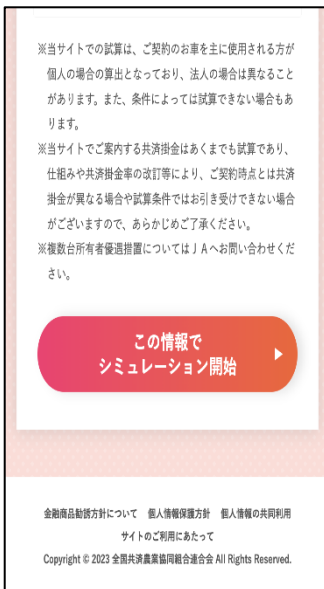 ※当サイトでの試算は、ご契約のお車を主に使用される方が
個人の場合の算出となっており、法人の場合は異なること
があります。また、条件によっては試算できない場合もあ
ります。
※当サイトでご案内する共済掛金はあくまでも試算であり、
仕組みや共済掛金率の改訂等により、ご契約時点とは共済
掛金が異なる場合や試算条件ではお引き受けできない場合
がございますので、あらかじめご了承ください。
※複数台所有者優遇措置についてはＪＡへお問い合わせくだ
さい。
この情報で
シミュレーション開始
金融商品勧誘方針について 個人情報保護方針 個人情報の共同利用
サイトのご利用にあたって
Copyright © 2023 全国共済農業協同組合連合会 All Rights Reserved.